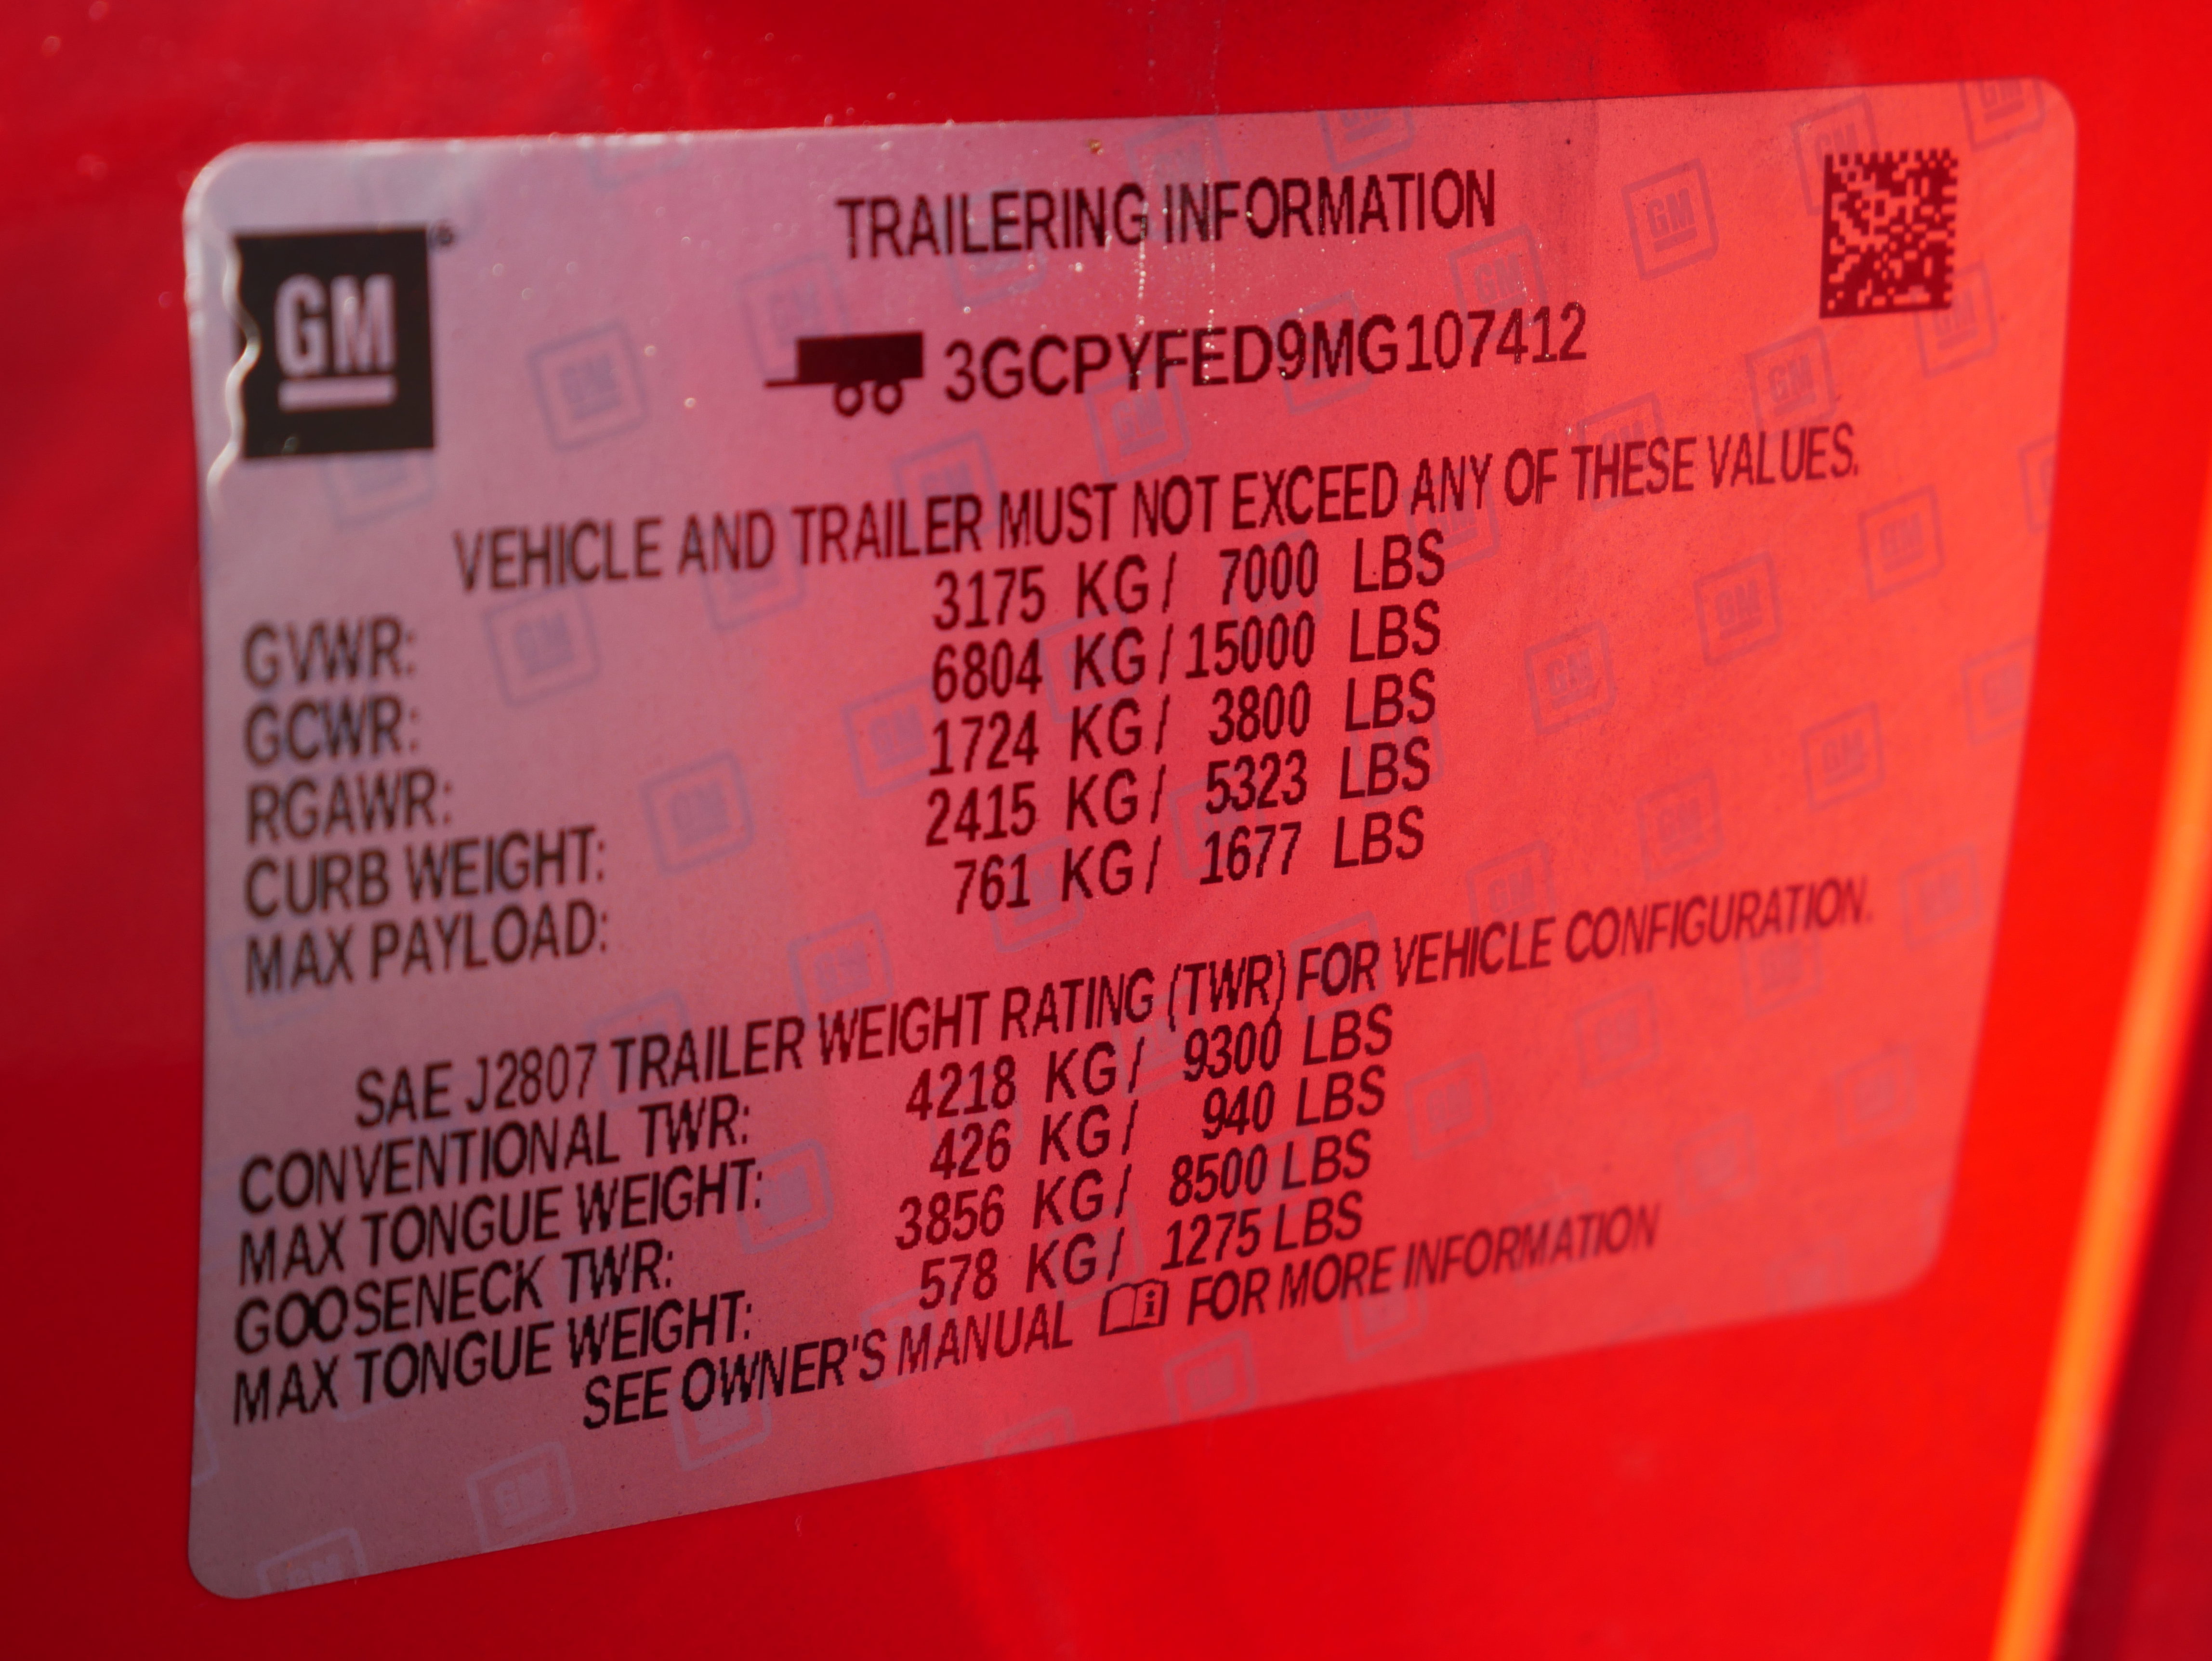 GM
TRAILERING INFORMATION
3GCPYFED9MG107412
VEHICLE AND TRAILER MUST NOT EXCEED ANY OF THESE VALUES.
GVWR: 3175 KG / 7000 LBS
GCWR: 6804 KG / 15000 LBS
RGAWR: 1724 KG / 3800 LBS
CURB WEIGHT: 2415 KG / 5323 LBS
MAX PAYLOAD: 761 KG / 1677 LBS
SAE J2807 TRAILER WEIGHT RATING (TWR) FOR VEHICLE CONFIGURATION.
CONVENTIONAL TWR: 4218 KG / 9300 LBS
MAX TONGUE WEIGHT: 426 KG / 940 LBS
GOOSENECK TWR: 3856 KG / 8500 LBS
MAX TONGUE WEIGHT: 578 KG / 1275 LBS
SEE OWNER'S MANUAL FOR MORE INFORMATION